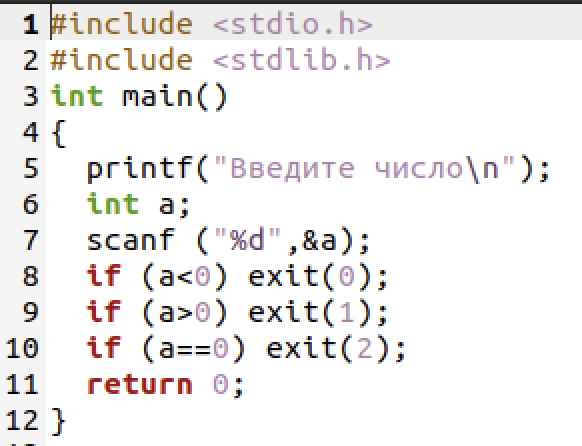 1 #include <stdio.h>
2 #include <stdlib.h>
3 int main()
4 {
5   printf("Введите число\n");
6   int a;
7   scanf ("%d",&a);
8   if (a<0) exit(0);
9   if (a>0) exit(1);
10   if (a==0) exit(2);
11   return 0;
12 }